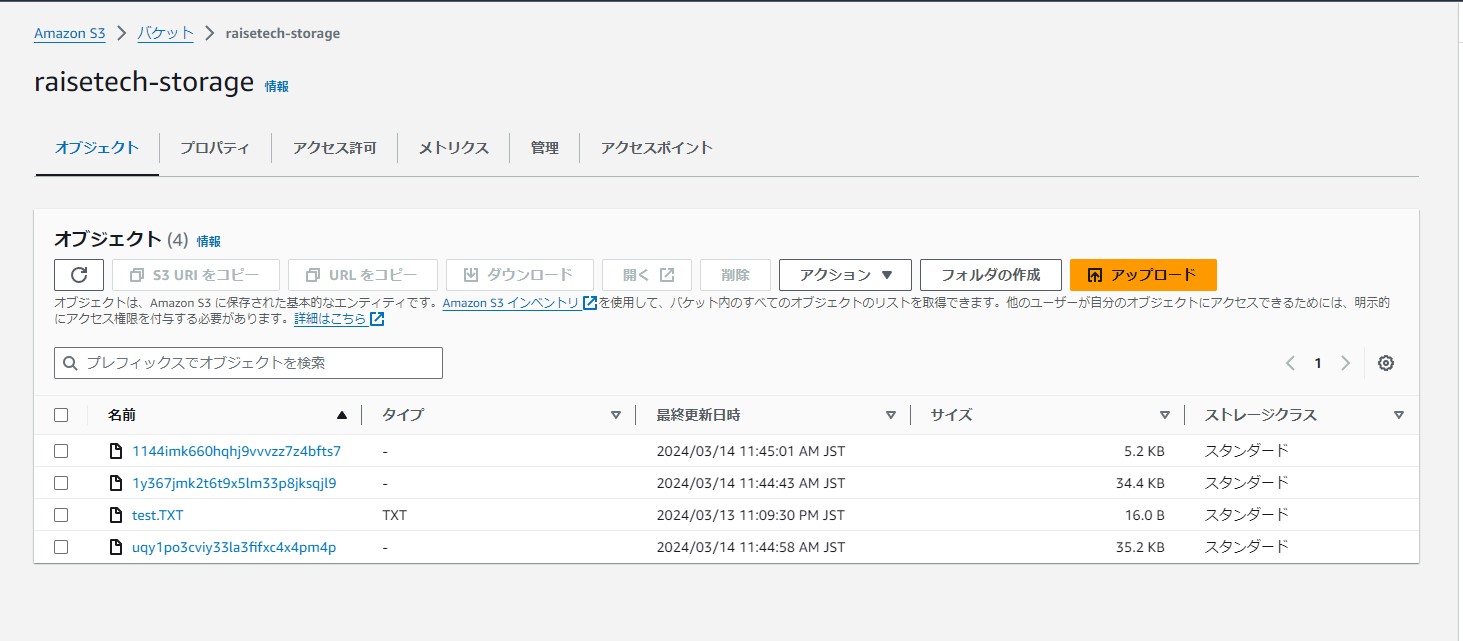 Amazon S3 > バケット > raisetech-storage
raisetech-storage 情報
オブジェクト プロパティ アクセス許可 メトリクス 管理 アクセスポイント
オブジェクト (4) 情報
S3 URI をコピー URL をコピー ダウンロード 開く 削除 アクション フォルダの作成 アップロード
オブジェクトは、Amazon S3 に保存された基本的なエンティティです。Amazon S3 インベントリ を使用して、バケット内のすべてのオブジェクトのリストを取得できます。他のユーザーが自分のオブジェクトにアクセスできるためには、明示的
にアクセス権限を付与する必要があります。詳細はこちら
プレフィックスでオブジェクトを検索 1
名前 タイプ 最終更新日時 サイズ ストレージクラス
1144imk660hqhj9vvvzz7z4bfts7 - 2024/03/14 11:45:01 AM JST 5.2 KB スタンダード
1y367jmk2t6t9x5lm33p8jksqjl9 - 2024/03/14 11:44:43 AM JST 34.4 KB スタンダード
test.TXT TXT 2024/03/13 11:09:30 PM JST 16.0 B スタンダード
uqy1po3cviy33la3fifxc4x4pm4p - 2024/03/14 11:44:58 AM JST 35.2 KB スタンダード